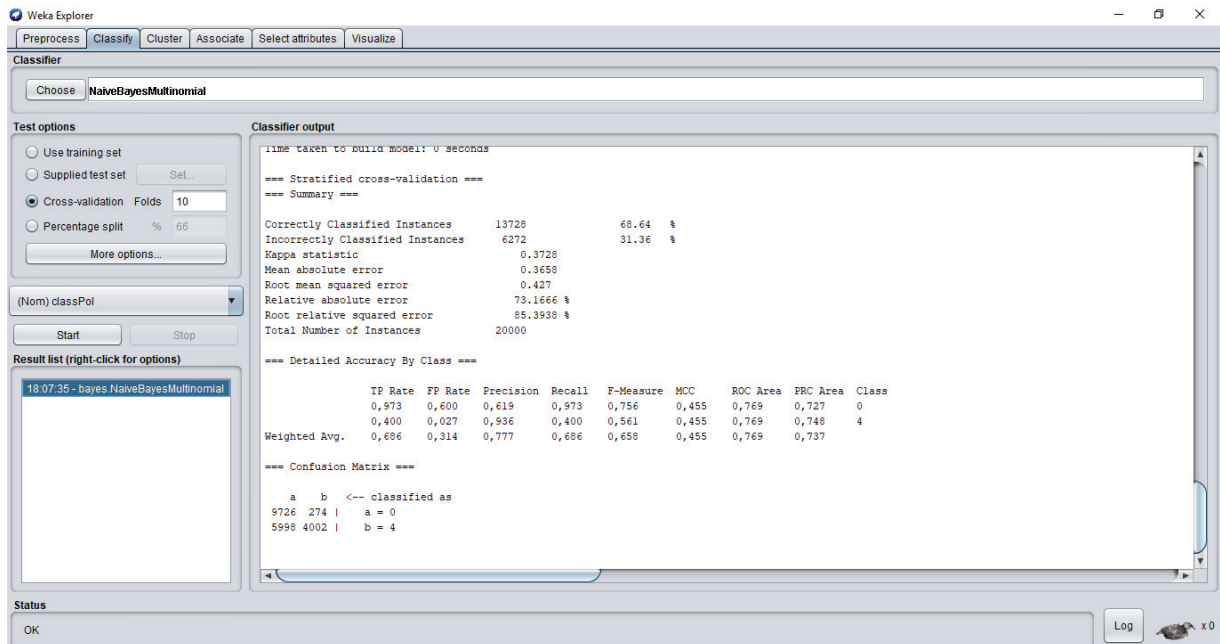 Weka Explorer
Preprocess Classify Cluster Associate Select attributes Visualize
Classifier
Choose NaiveBayesMultinomial
Test options
Use training set
Supplied test set Set...
Cross-validation Folds 10
Percentage split % 66
More options...
(Nom) classPol
Start Stop
Result list (right-click for options)
18:07:35 - bayes.NaiveBayesMultinomial
Classifier output
Time taken to build model: 0 seconds
=== Stratified cross-validation ===
=== Summary ===
Correctly Classified Instances 13728 68.64 %
Incorrectly Classified Instances 6272 31.36 %
Kappa statistic 0.3728
Mean absolute error 0.3658
Root mean squared error 0.427
Relative absolute error 73.1666 %
Root relative squared error 85.3938 %
Total Number of Instances 20000
=== Detailed Accuracy By Class ===
TP Rate FP Rate Precision Recall F-Measure MCC ROC Area PRC Area Class
0,973 0,600 0,619 0,973 0,756 0,455 0,769 0,727 0
0,400 0,027 0,936 0,400 0,561 0,455 0,769 0,748 4
Weighted Avg. 0,686 0,314 0,777 0,686 0,658 0,455 0,769 0,737
=== Confusion Matrix ===
a b <-- classified as
9726 274 | a = 0
5998 4002 | b = 4
Status
OK
Log x 0